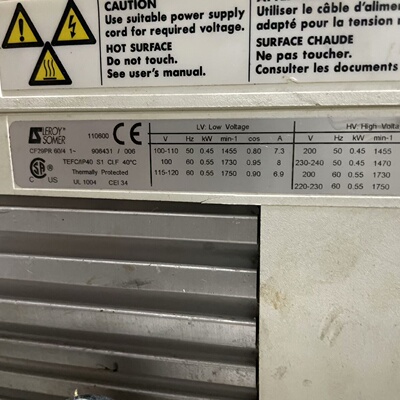 CAUTION
Use suitable power supply
cord for required voltage.
HOT SURFACE
Do not touch.
See user's manual.
Utiliser le câble d'alime
adapté pour la tension r
SURFACE CHAUDE
Ne pas toucher.
Consulter les documents
LEROY
SOMER
110800
CE
CF79PR 60/4 1~ 908431 / 006
TEFC/IP40 S1 CLF 40°C
Thermally Protected
UL 1004 CEI 34
C US
LV: Low Voltage
V Hz kW min-1 cos A
100-110 50 0.45 1455 0.80 7.3
100 60 0.55 1730 0.95 8
115-120 60 0.55 1750 0.90 6.9
HV: High Volta
V Hz kW min-1
200 50 0.45 1455
230-240 50 0.45 1470
200 60 0.55 1730
220-230 60 0.55 1750